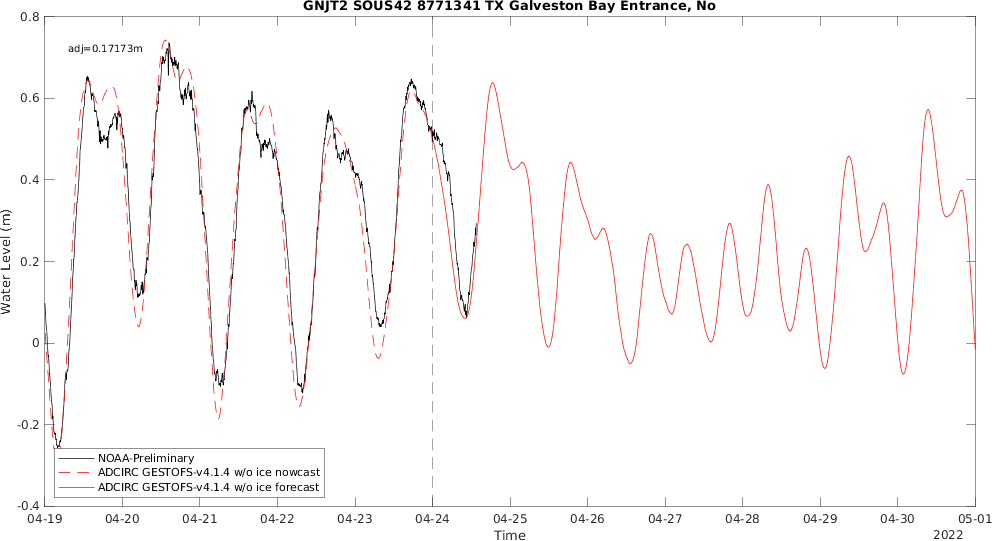 GNJT2 SOUS42 8771341 TX Galveston Bay Entrance, No
adj=0.17173m
Water Level (m)
0.8
0.6
0.4
0.2
0
-0.2
-0.4
NOAA-Preliminary
ADCIRC GESTOFS-v4.1.4 w/o ice nowcast
ADCIRC GESTOFS-v4.1.4 w/o ice forecast
04-19 04-20 04-21 04-22 04-23 04-24 04-25 04-26 04-27 04-28 04-29 04-30 05-01
Time
2022